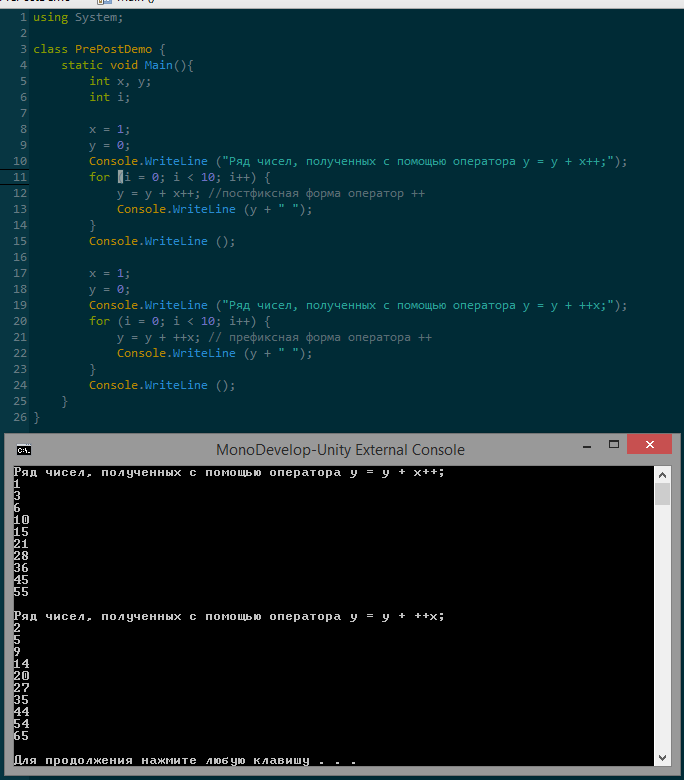 1 using System;
2
3 class PrePostDemo {
4     static void Main(){
5         int x, y;
6         int i;
7
8         x = 1;
9         y = 0;
10         Console.WriteLine ("Ряд чисел, полученных с помощью оператора y = y + x++;");
11         for (i = 0; i < 10; i++) {
12             y = y + x++; //постфиксная форма оператор ++
13             Console.WriteLine (y + " ");
14         }
15         Console.WriteLine ();
16
17         x = 1;
18         y = 0;
19         Console.WriteLine ("Ряд чисел, полученных с помощью оператора y = y + ++x;");
20         for (i = 0; i < 10; i++) {
21             y = y + ++x; // префиксная форма оператора ++
22             Console.WriteLine (y + " ");
23         }
24         Console.WriteLine ();
25     }
26 }
C:\.
MonoDevelop-Unity External Console
Ряд чисел, полученных с помощью оператора y = y + x++;
1
3
6
10
15
21
28
36
45
55
Ряд чисел, полученных с помощью оператора y = y + ++x;
2
5
9
14
20
27
35
44
54
65
Для продолжения нажмите любую клавишу . . .